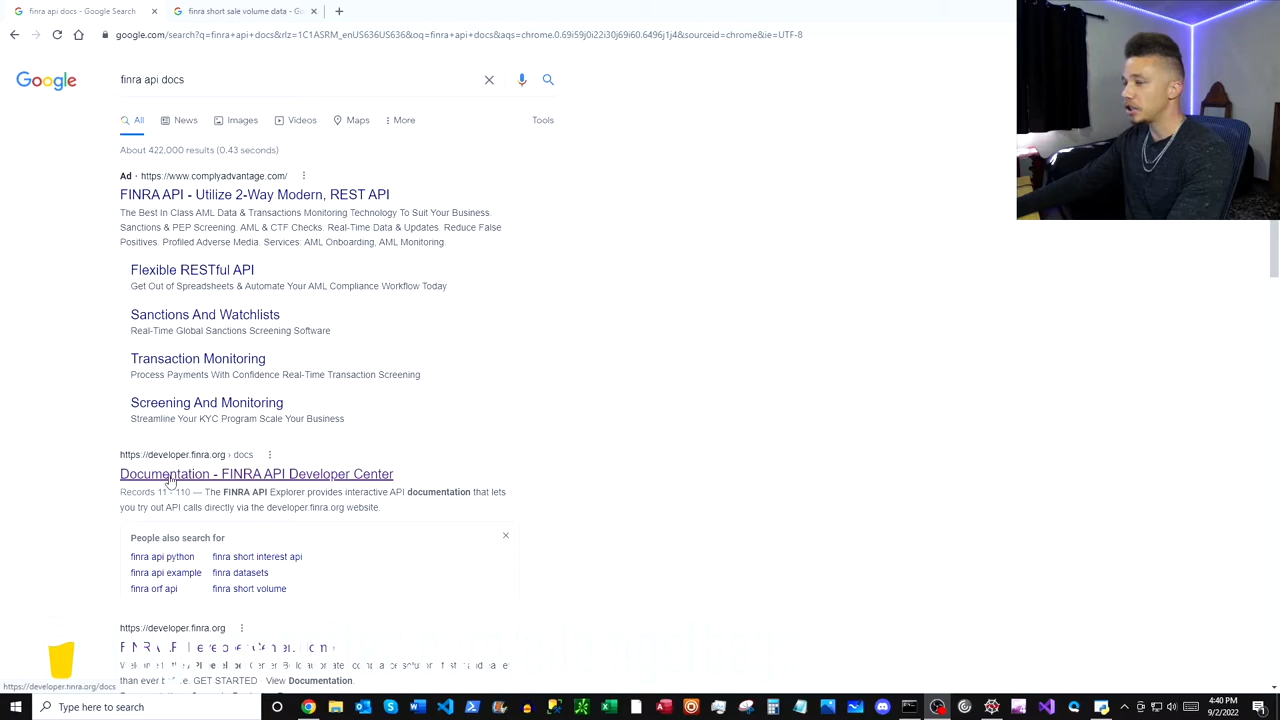 finra api docs - Google Search
finra short sale volume data - G
google.com/search?q=finra+api+docs&rlz=1C1ASRM_enUS636US636&oq=finra+api+docs&aqs=chrome.0.69i59j0i22i30j69i60.6496j1j4&sourceid=chrome&ie=UTF-8
Google
finra api docs
All
News
Images
Videos
Maps
More
Tools
About 422,000 results (0.43 seconds)
Ad · https://www.complyadvantage.com/
FINRA API - Utilize 2-Way Modern, REST API
The Best In Class AML Data & Transactions Monitoring Technology To Suit Your Business.
Sanctions & PEP Screening. AML & CTF Checks. Real-Time Data & Updates. Reduce False
Positives. Profiled Adverse Media. Services: AML Onboarding, AML Monitoring.
Flexible RESTful API
Get Out of Spreadsheets & Automate Your AML Compliance Workflow Today
Sanctions And Watchlists
Real-Time Global Sanctions Screening Software
Transaction Monitoring
Process Payments With Confidence Real-Time Transaction Screening
Screening And Monitoring
Streamline Your KYC Program Scale Your Business
https://developer.finra.org › docs
Documentation - FINRA API Developer Center
Records 11 - 110 — The FINRA API Explorer provides interactive API documentation that lets
you try out API calls directly via the developer.finra.org website.
People also search for
finra api python
finra short interest api
finra api example
finra datasets
finra orf api
finra short volume
https://developer.finra.org
GET STARTED · View Documentation.
https://developer.finra.org/docs
Type here to search
4:40 PM
9/2/2022